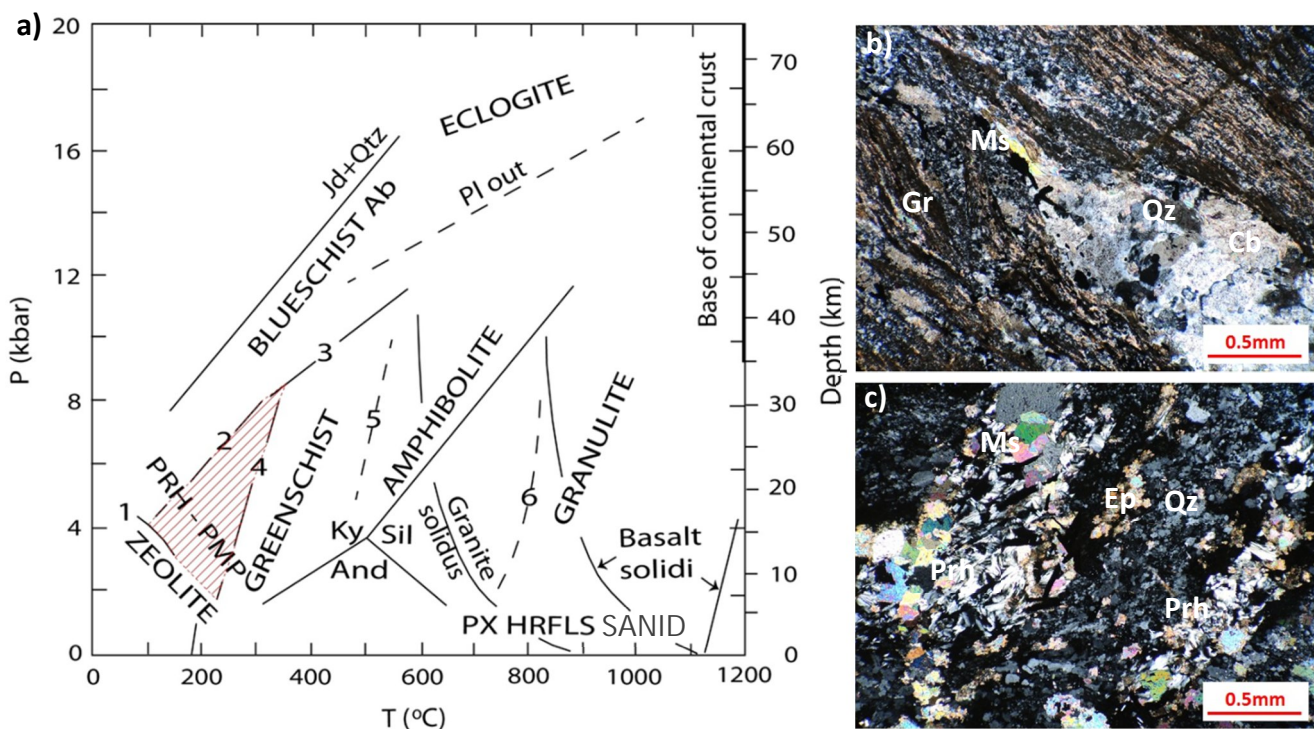 a)
20
16
12
8
4
0
P (kbar)
0
200
400
600
800
1000
1200
T (°C)
70
60
50
40
30
20
10
0
Depth (km)
Base of continental crust
ECLOGITE
Jd+Qtz
BLUESCHIST Ab
Pl out
3
2
5
4
6
1
PRH - PMP
ZEOLITE
GREENSCHIST
AMPHIBOLITE
GRANULITE
Ky
Sil
And
Granite
solidus
Basalt
solidi
PX HRFLS SANID
b)
Ms
Gr
Qz
Cb
0.5mm
c)
Ms
Ep
Qz
Prh
Prh
0.5mm